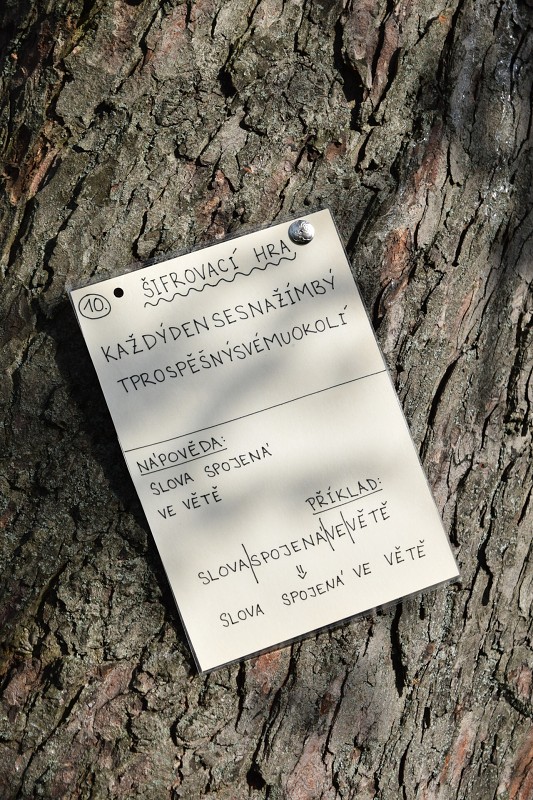 10. ŠIFROVACÍ HRA
KAŽDÝDENSESNAŽÍMBÝ
TPROSPĚŠNÝSVÉMUOKOLÍ
NÁPOVĚDA:
SLOVA SPOJENÁ
VE VĚTĚ
PŘÍKLAD:
SLOVA|SPOJENÁ|VE|VĚTĚ
⇓
SLOVA SPOJENÁ VE VĚTĚ